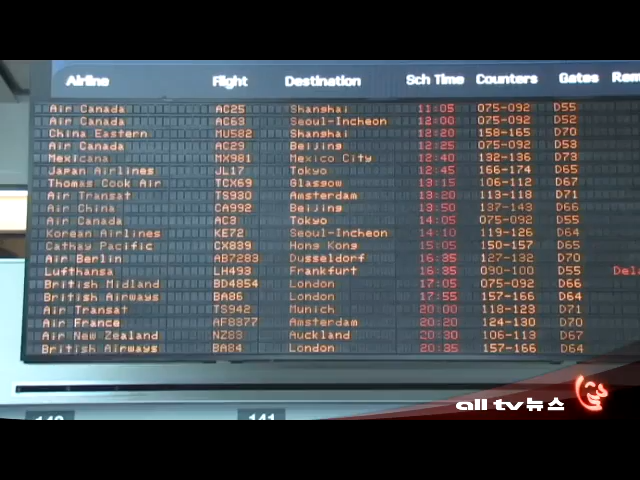 Airline Flight Destination Sch Time Counters Gates
Air Canada AC25 Shanghai 11:05 075-092 D55
Air Canada AC63 Seoul-Incheon 12:00 075-092 D52
China Eastern MU582 Shanghai 12:20 158-165 D70
Air Canada AC29 Beijing 12:25 075-092 D53
Mexicana MX981 Mexico City 12:40 132-136 D73
Japan Airlines JL17 Tokyo 12:45 166-174 D65
Thomas Cook Air TCX69 Glasgow 13:15 106-112 D67
Air Transat TS930 Amsterdam 13:20 113-118 D71
Air China CA992 Beijing 13:50 137-143 D66
Air Canada AC3 Tokyo 14:05 075-092 D55
Korean Airlines KE72 Seoul-Incheon 14:10 119-126 D64
Cathay Pacific CX839 Hong Kong 15:05 150-157 D65
Air Berlin AB7283 Dusseldorf 16:35 127-132 D70
Lufthansa LH493 Frankfurt 16:35 090-100 D55
British Midland BD4854 London 17:05 075-092 D66
British Airways BA86 London 17:55 157-166 D64
Air Transat TS942 Munich 20:00 118-123 D71
Air France AF8377 Amsterdam 20:20 124-130 D70
Air New Zealand NZ83 Auckland 20:30 106-113 D67
British Airways BA84 London 20:35 157-166 D64
all tv뉴스